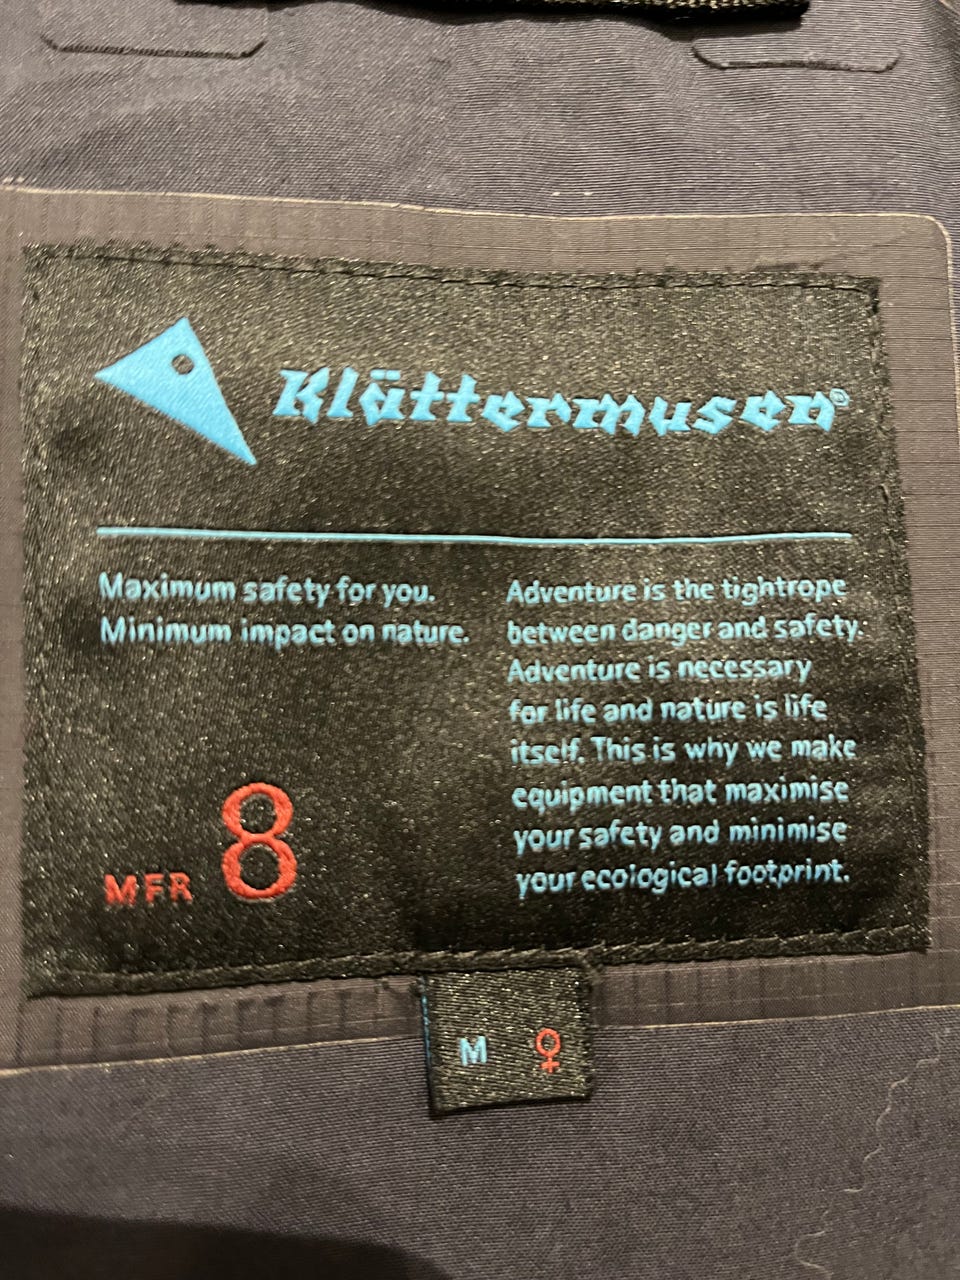 Klättermusen®
Maximum safety for you.
Minimum impact on nature.
Adventure is the tightrope
between danger and safety.
Adventure is necessary
for life and nature is life
itself. This is why we make
equipment that maximise
your safety and minimise
your ecological footprint.
MFR 8
M ♀